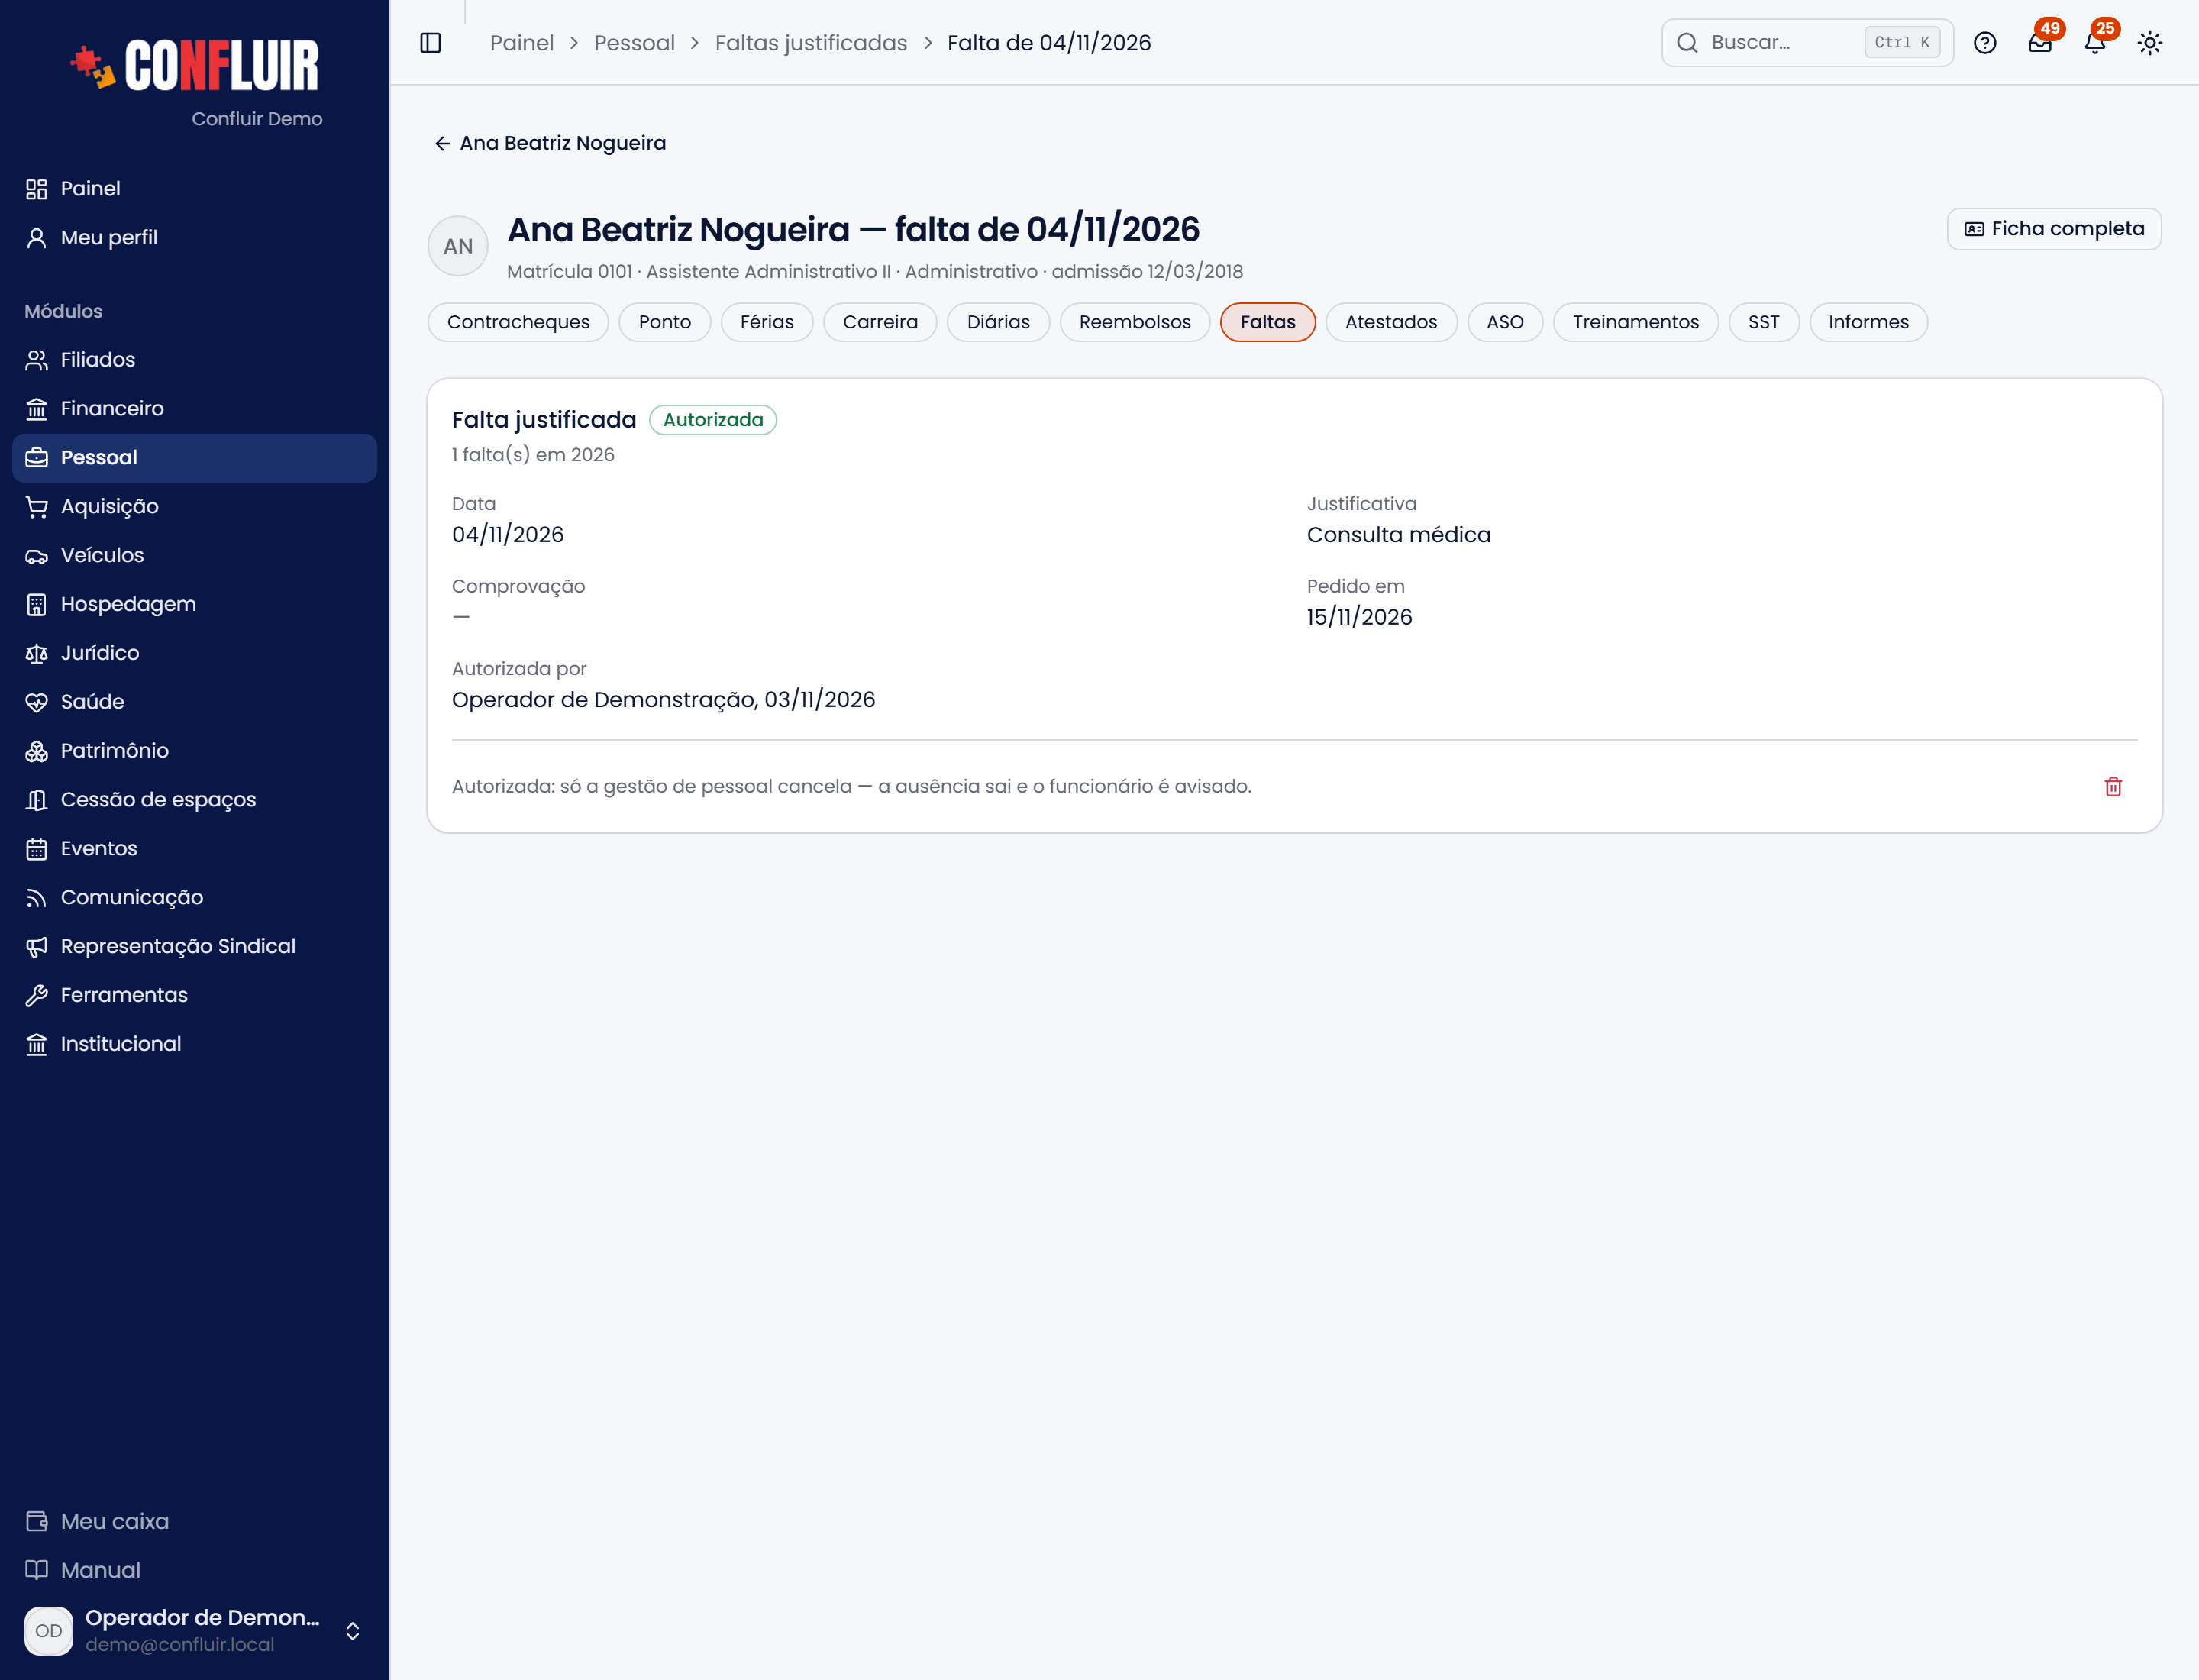 CONFLUIR
Confluir Demo
Painel
Meu perfil
Módulos
Filiados
Financeiro
Pessoal
Aquisição
Veículos
Hospedagem
Jurídico
Saúde
Patrimônio
Cessão de espaços
Eventos
Comunicação
Representação Sindical
Ferramentas
Institucional
Meu caixa
Manual
OD
Operador de Demon...
demo@confluir.local
Painel > Pessoal > Faltas justificadas > Falta de 04/11/2026
Buscar... Ctrl K
49
25
Ana Beatriz Nogueira
AN
Ana Beatriz Nogueira — falta de 04/11/2026
Matrícula 0101 · Assistente Administrativo II · Administrativo · admissão 12/03/2018
Ficha completa
Contracheques Ponto Férias Carreira Diárias Reembolsos Faltas Atestados ASO Treinamentos SST Informes
Falta justificada Autorizada
1 falta(s) em 2026
Data
04/11/2026
Justificativa
Consulta médica
Comprovação
—
Pedido em
15/11/2026
Autorizada por
Operador de Demonstração, 03/11/2026
Autorizada: só a gestão de pessoal cancela — a ausência sai e o funcionário é avisado.